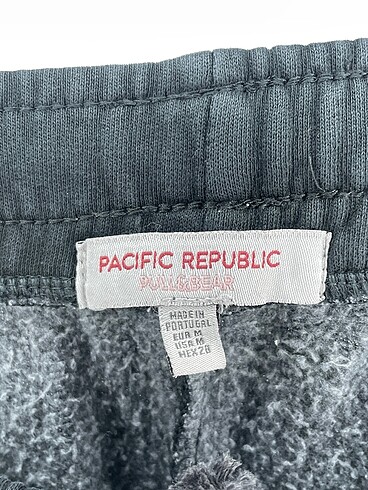 PACIFIC REPUBLIC
PULL&BEAR
MADE IN
PORTUGAL
EUR M
USA M
MEX 28